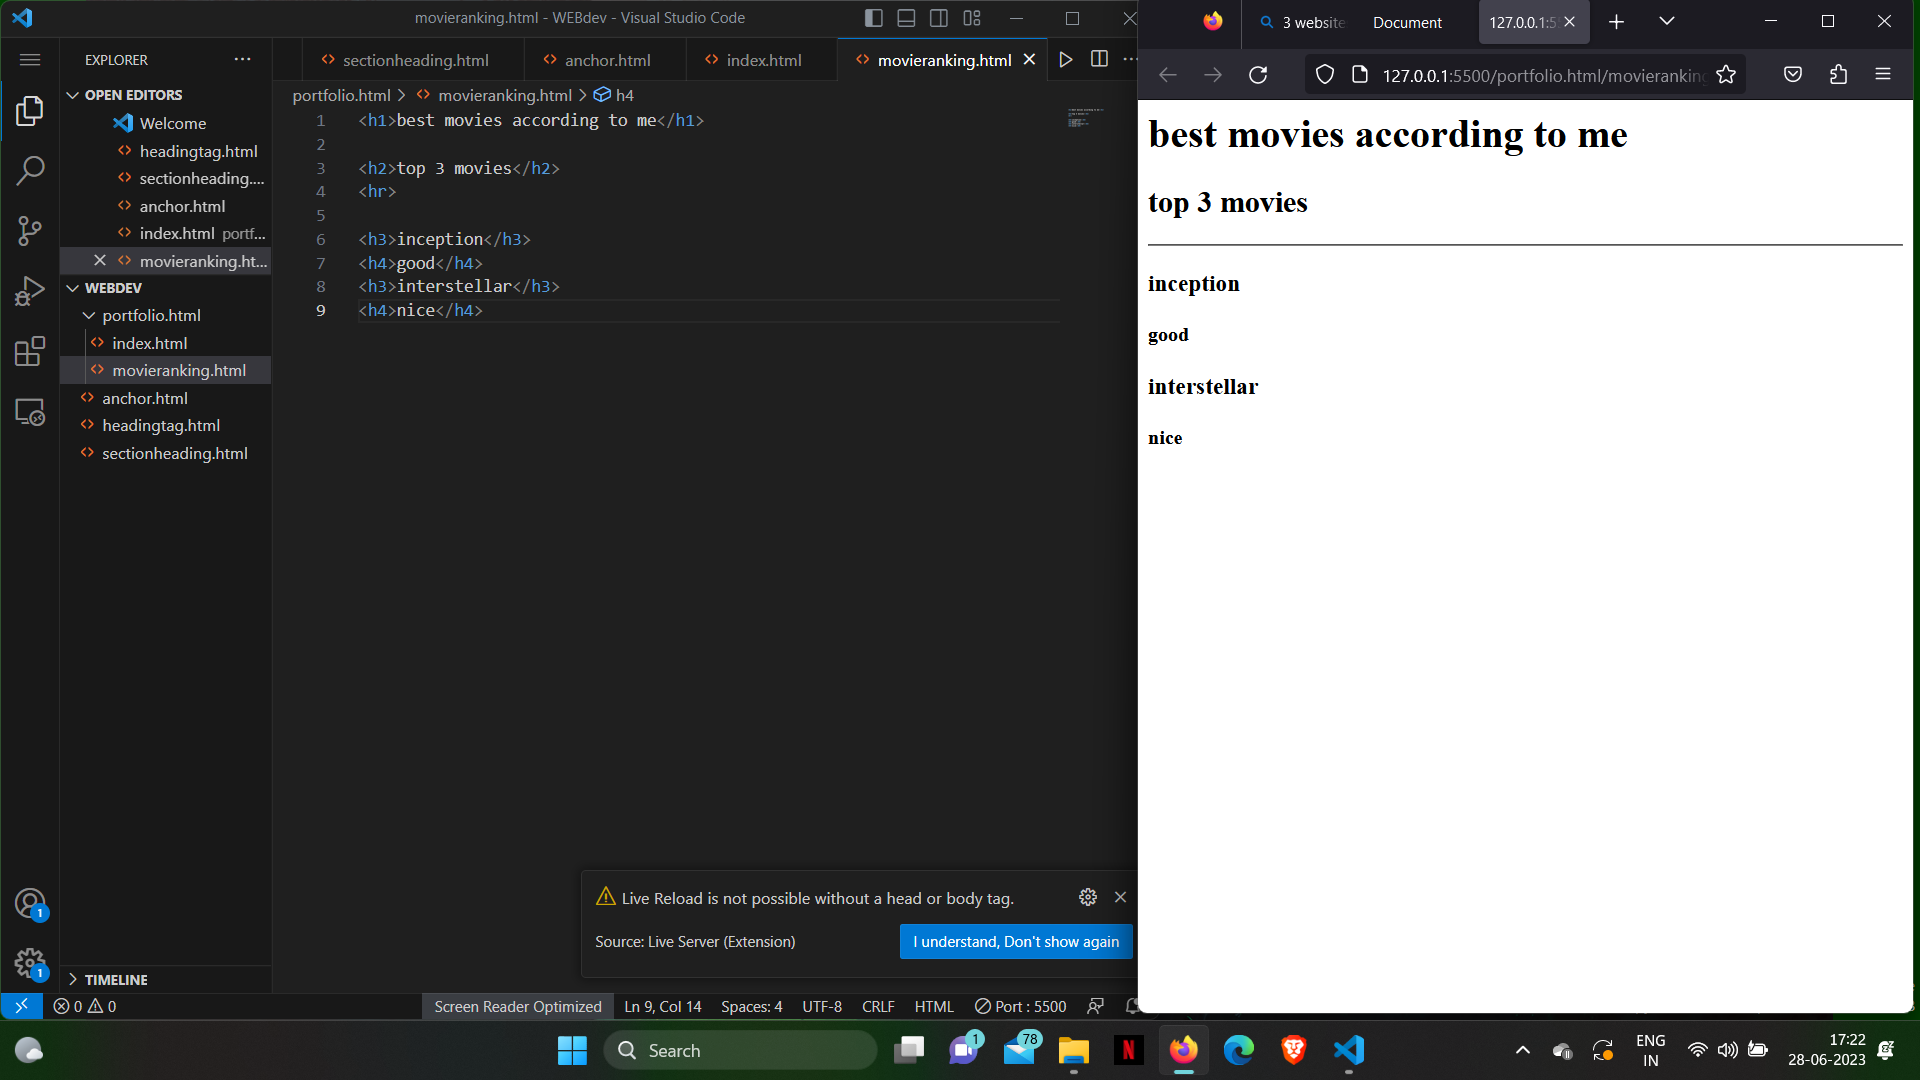 movieranking.html - WEBdev - Visual Studio Code
EXPLORER
OPEN EDITORS
Welcome
headingtag.html
sectionheading....
anchor.html
index.html portf...
movieranking.ht...
WEBDEV
portfolio.html
index.html
movieranking.html
anchor.html
headingtag.html
sectionheading.html
TIMELINE
sectionheading.html
anchor.html
index.html
movieranking.html
portfolio.html > movieranking.html > h4
1 <h1>best movies according to me</h1>
2
3 <h2>top 3 movies</h2>
4 <hr>
5
6 <h3>inception</h3>
7 <h4>good</h4>
8 <h3>interstellar</h3>
9 <h4>nice</h4>
Live Reload is not possible without a head or body tag.
Source: Live Server (Extension)
I understand, Don't show again
1
1
0 0
Screen Reader Optimized
Ln 9, Col 14
Spaces: 4
UTF-8
CRLF
HTML
Port : 5500
3 website
Document
127.0.0.1:55
127.0.0.1:5500/portfolio.html/movieranking
best movies according to me
top 3 movies
inception
good
interstellar
nice
Search
1
78
N
ENG
IN
17:22
28-06-2023